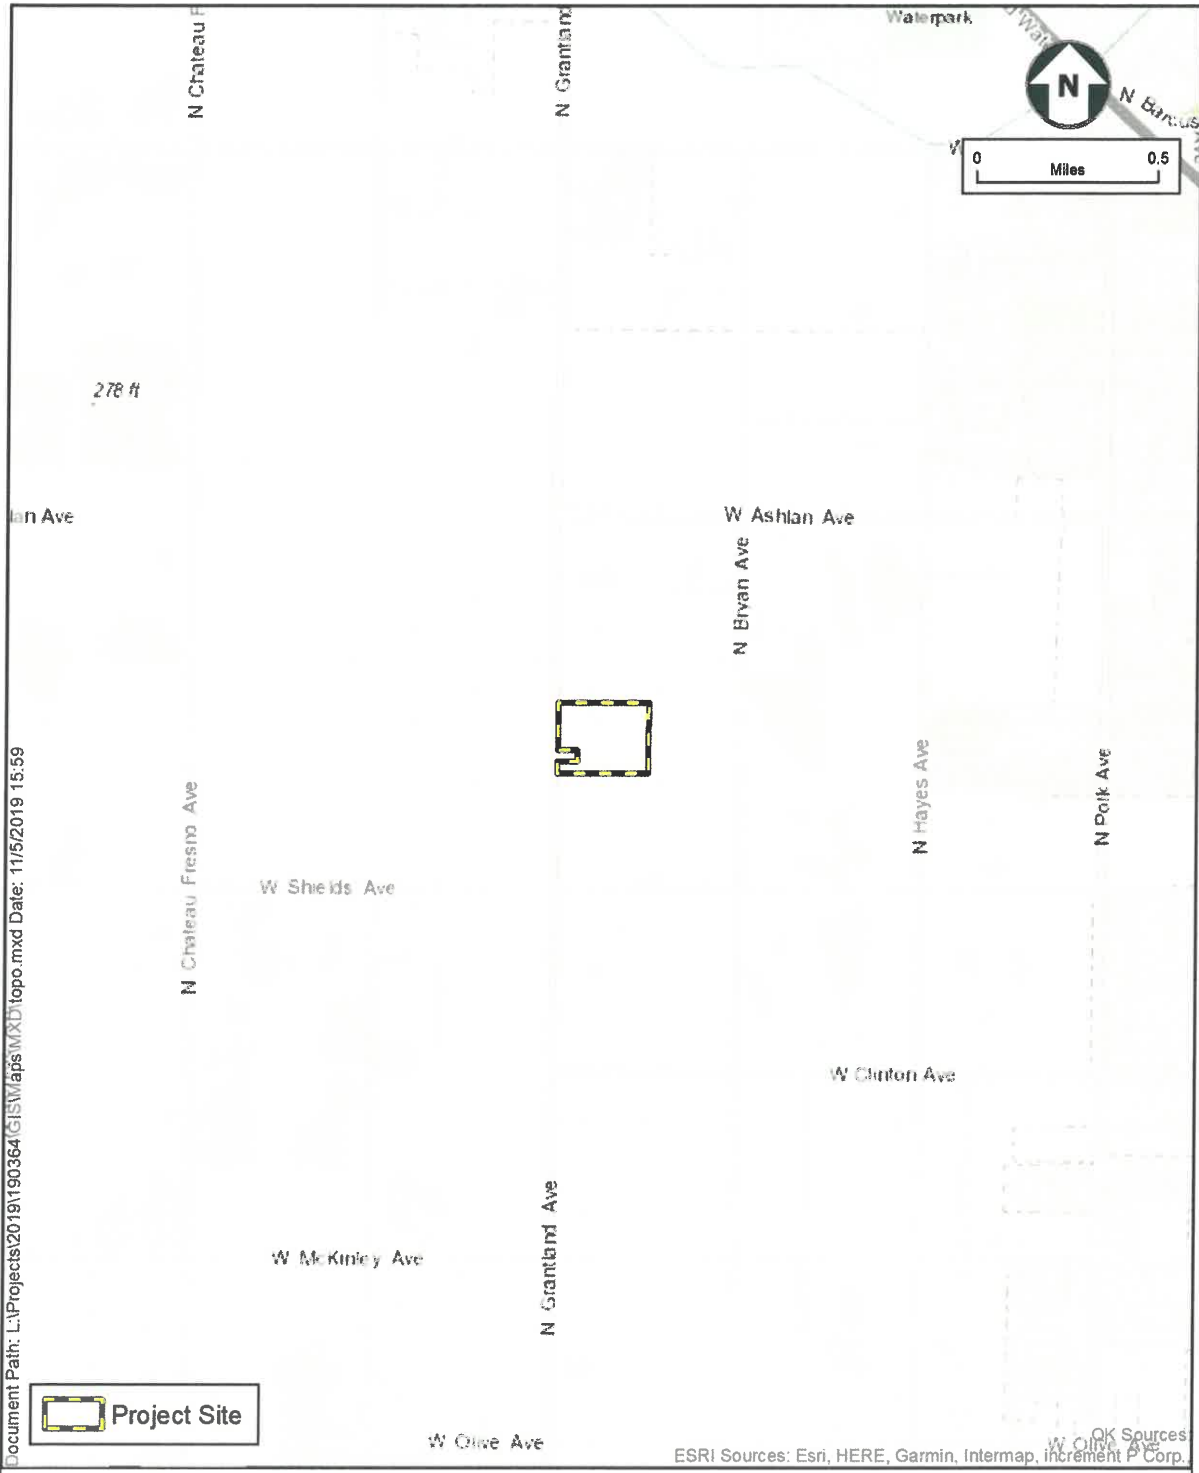 N Chateau F
N Grantland
Waterpark
N Barcus
N
0 0.5
Miles
278 ft
lan Ave
W Ashlan Ave
N Bryan Ave
N Hayes Ave
N Polk Ave
N Chateau Fresno Ave
W Shields Ave
W Clinton Ave
N Grantland Ave
W McKinley Ave
Document Path: L:\Projects\2019\190364\GIS\Maps\MXD\topo.mxd Date: 11/5/2019 15:59
Project Site
W Olive Ave
W Olive Ave
OK Sources:
ESRI Sources: Esri, HERE, Garmin, Intermap, increment P Corp.,